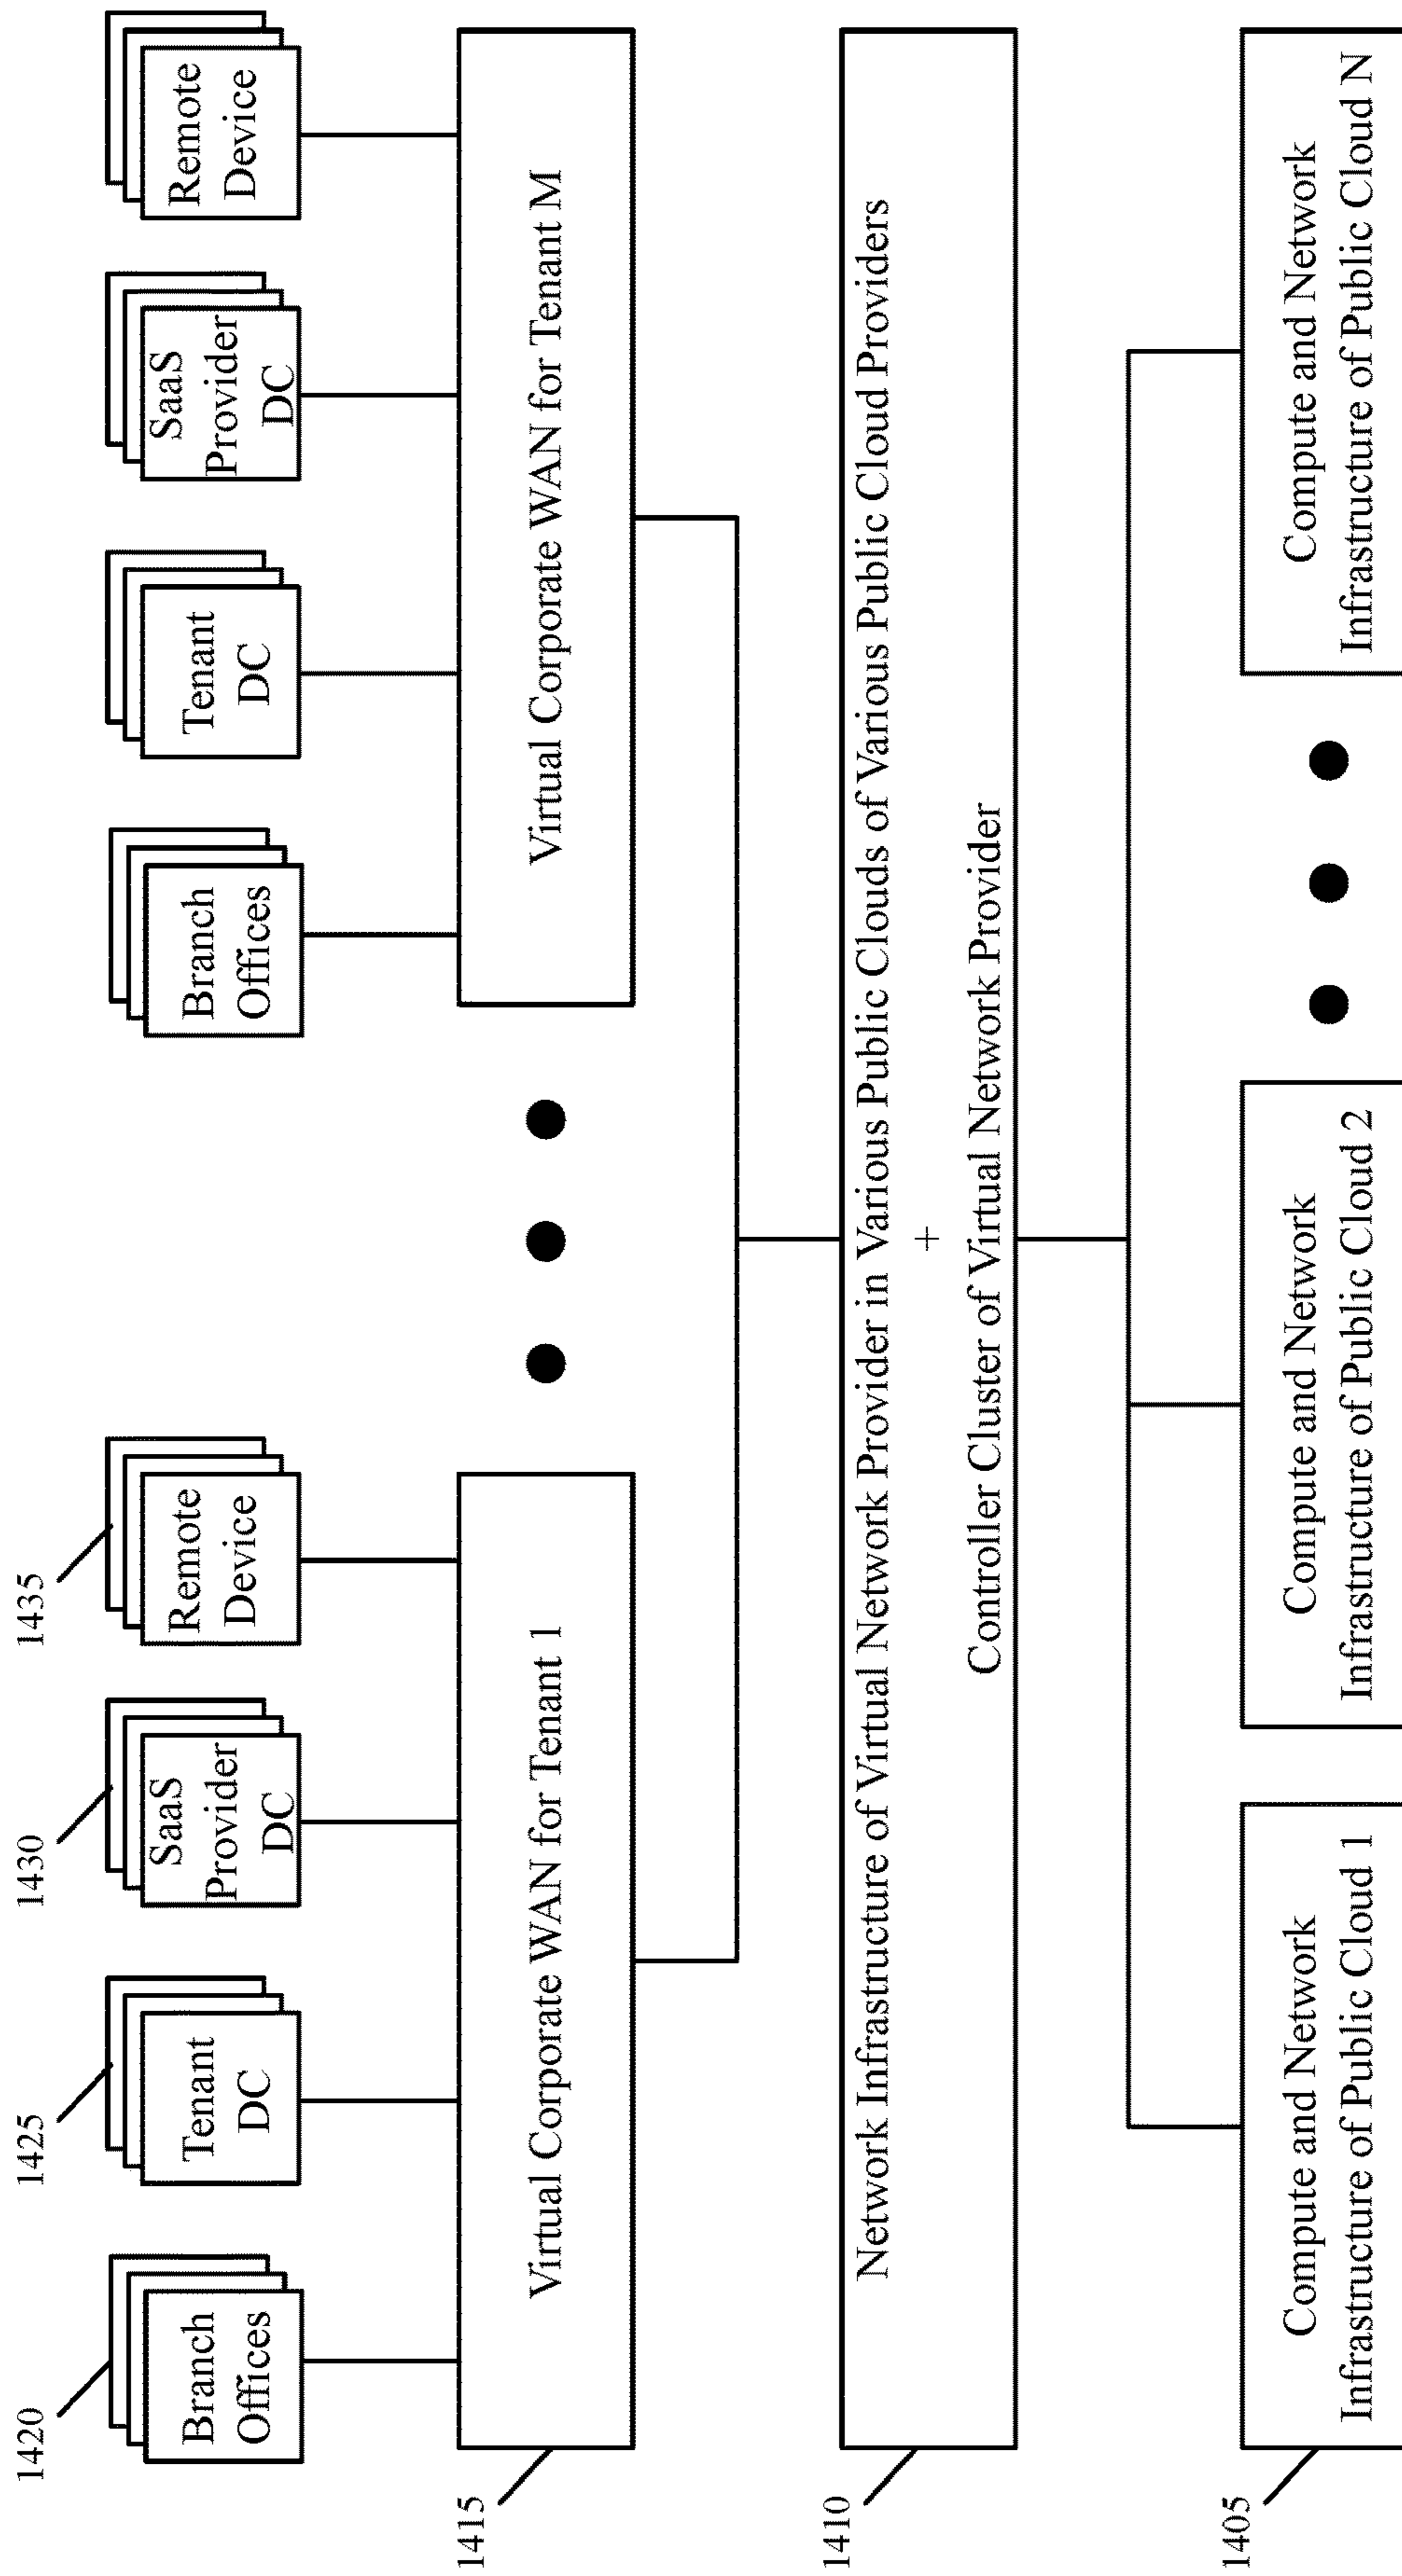 1420
1425
1430
1435
Branch
Offices
Tenant
DC
SaaS
Provider
DC
Remote
Device
Branch
Offices
Tenant
DC
SaaS
Provider
DC
Remote
Device
1415
Virtual Corporate WAN for Tenant 1
Virtual Corporate WAN for Tenant M
1410
Network Infrastructure of Virtual Network Provider in Various Public Clouds of Various Public Cloud Providers
+
Controller Cluster of Virtual Network Provider
1405
Compute and Network
Infrastructure of Public Cloud 1
Compute and Network
Infrastructure of Public Cloud 2
Compute and Network
Infrastructure of Public Cloud N